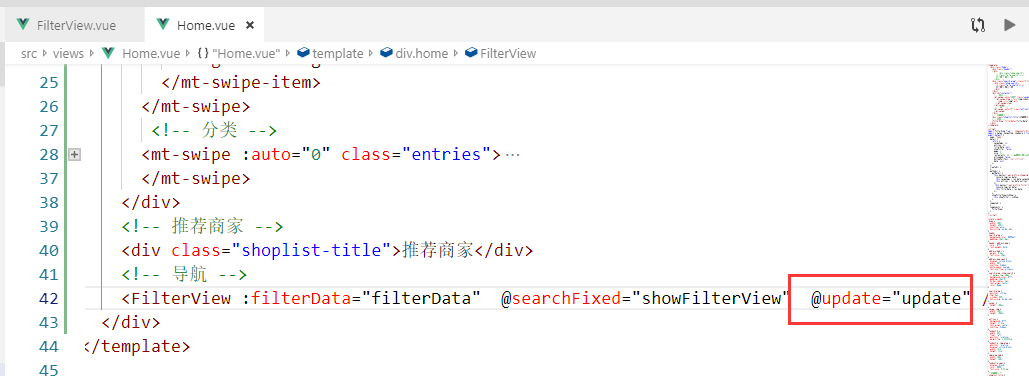 FilterView.vue
Home.vue
src views Home.vue {} "Home.vue" template div.home FilterView
25 </mt-swipe-item>
26 </mt-swipe>
27 <!-- 分类 -->
28 <mt-swipe :auto="0" class="entries">…
37 </mt-swipe>
38 </div>
39 <!-- 推荐商家 -->
40 <div class="shoplist-title">推荐商家</div>
41 <!-- 导航 -->
42 <FilterView :filterData="filterData" @searchFixed="showFilterView" @update="update" /
43 </div>
44 </template>
45